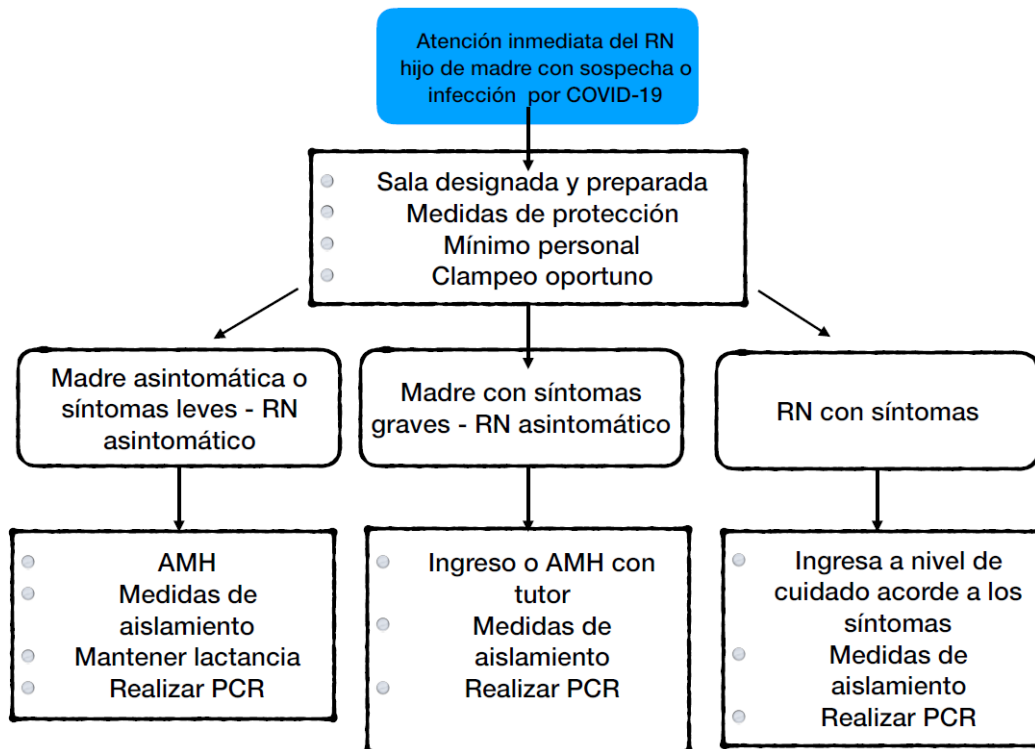 Atención inmediata del RN
hijo de madre con sospecha o
infección por COVID-19
Sala designada y preparada
Medidas de protección
Mínimo personal
Clampeo oportuno
Madre asintomática o
síntomas leves - RN
asintomático
Madre con síntomas
graves - RN asintomático
RN con síntomas
AMH
Medidas de
aislamiento
Mantener lactancia
Realizar PCR
Ingreso o AMH con
tutor
Medidas de
aislamiento
Realizar PCR
Ingresa a nivel de
cuidado acorde a los
síntomas
Medidas de
aislamiento
Realizar PCR